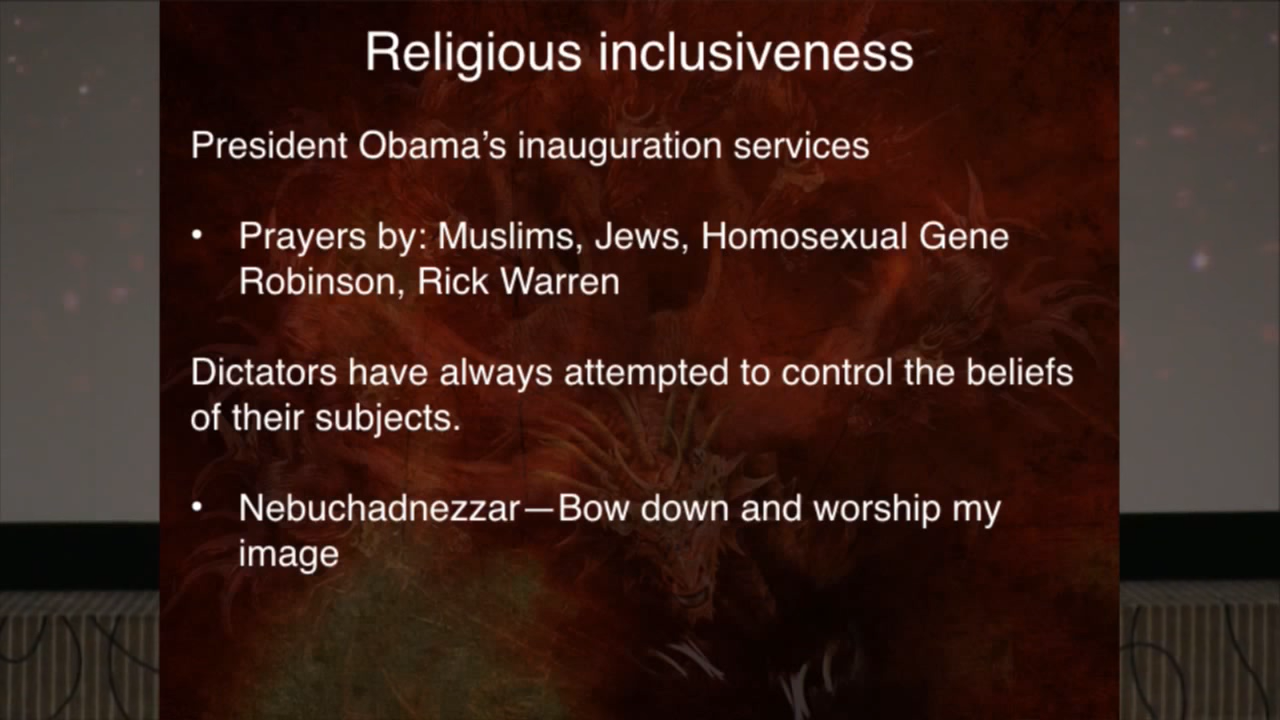 Religious inclusiveness
President Obama’s inauguration services
• Prayers by: Muslims, Jews, Homosexual Gene
Robinson, Rick Warren
Dictators have always attempted to control the beliefs
of their subjects.
• Nebuchadnezzar—Bow down and worship my
image